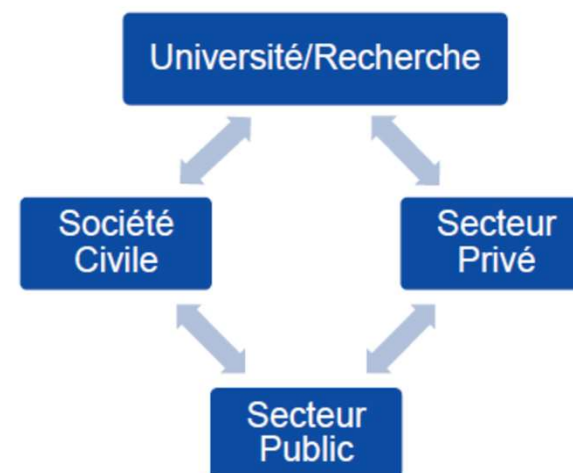 Université/Recherche
Société
Civile
Secteur
Privé
Secteur
Public